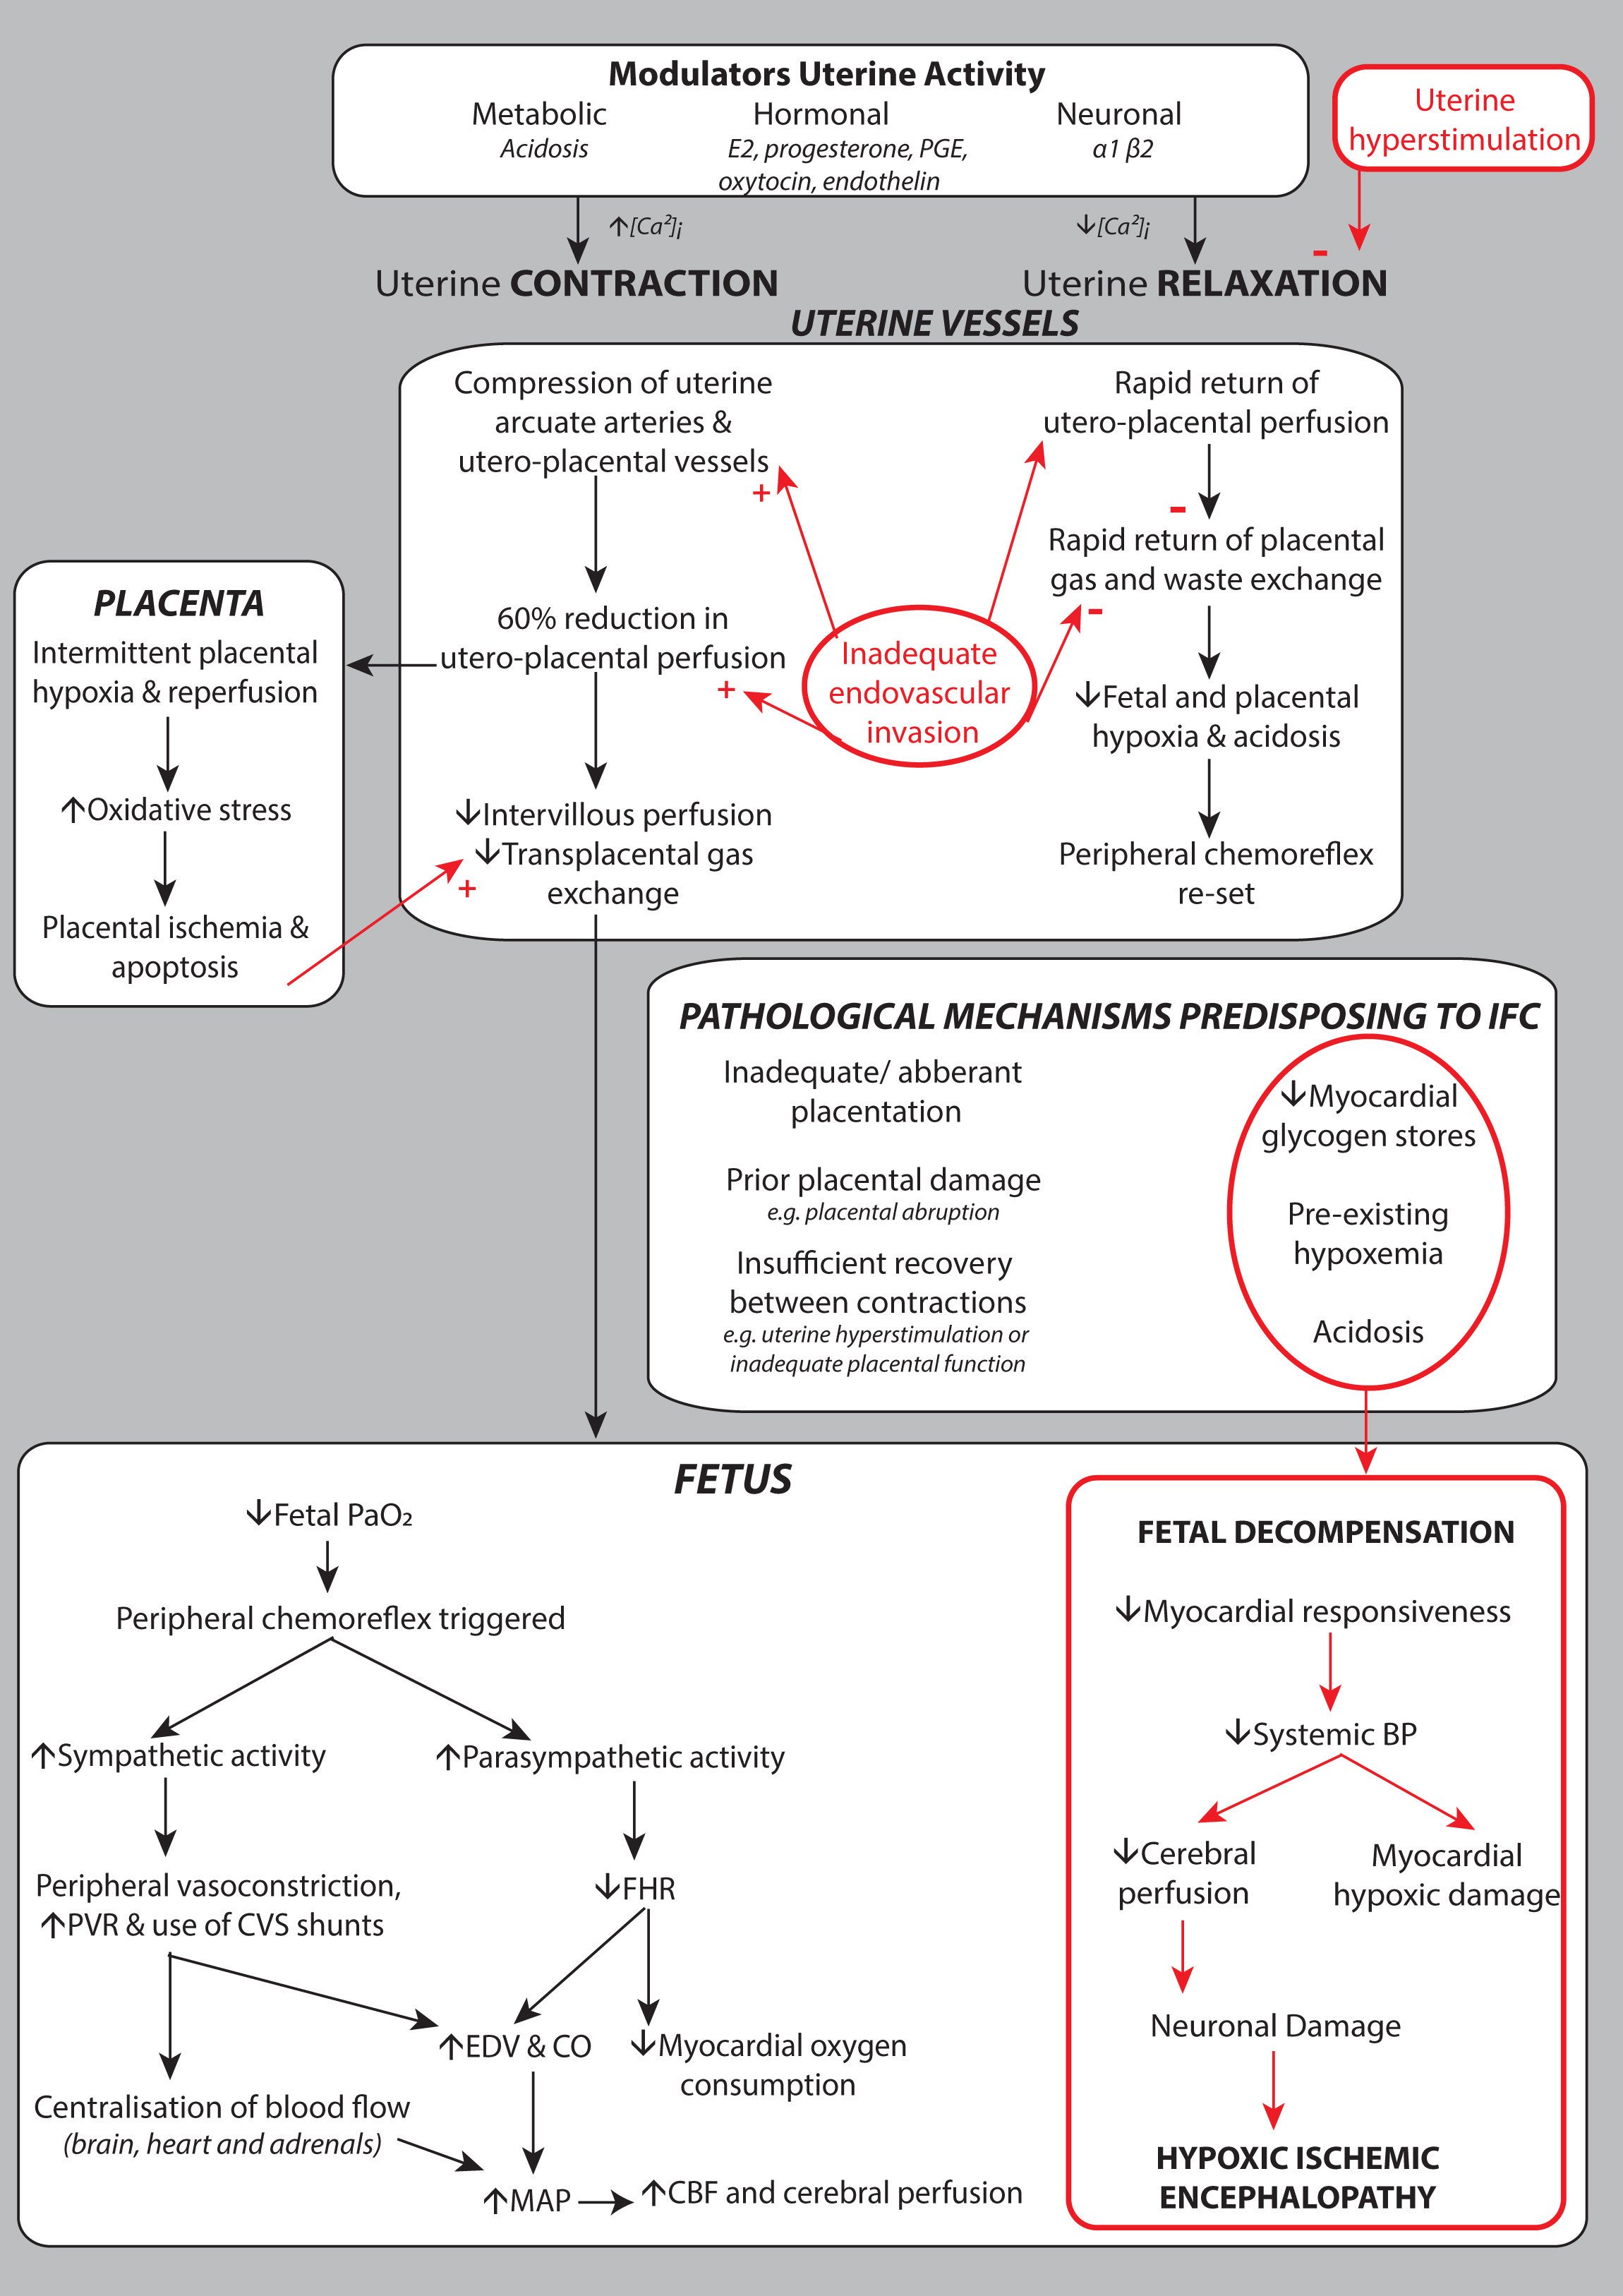 Modulators Uterine Activity
Metabolic
Acidosis
Hormonal
E2, progesterone, PGE,
oxytocin, endothelin
Neuronal
α1 β2
Uterine
hyperstimulation
↑[Ca²]i
↓[Ca²]i
-
Uterine CONTRACTION
Uterine RELAXATION
UTERINE VESSELS
Compression of uterine
arcuate arteries &
utero-placental vessels
+
60% reduction in
utero-placental perfusion
+
↓Intervillous perfusion
↓Transplacental gas
exchange
+
Inadequate
endovascular
invasion
Rapid return of
utero-placental perfusion
-
Rapid return of placental
gas and waste exchange
-
↓Fetal and placental
hypoxia & acidosis
Peripheral chemoreflex
re-set
PLACENTA
Intermittent placental
hypoxia & reperfusion
↑Oxidative stress
Placental ischemia &
apoptosis
PATHOLOGICAL MECHANISMS PREDISPOSING TO IFC
Inadequate/ abberant
placentation
Prior placental damage
e.g. placental abruption
Insufficient recovery
between contractions
e.g. uterine hyperstimulation or
inadequate placental function
↓Myocardial
glycogen stores
Pre-existing
hypoxemia
Acidosis
FETUS
↓Fetal PaO₂
Peripheral chemoreflex triggered
↑Sympathetic activity
↑Parasympathetic activity
Peripheral vasoconstriction,
↑PVR & use of CVS shunts
↓FHR
↑EDV & CO
↓Myocardial oxygen
consumption
Centralisation of blood flow
(brain, heart and adrenals)
↑MAP
↑CBF and cerebral perfusion
FETAL DECOMPENSATION
↓Myocardial responsiveness
↓Systemic BP
↓Cerebral
perfusion
Myocardial
hypoxic damage
Neuronal Damage
HYPOXIC ISCHEMIC
ENCEPHALOPATHY